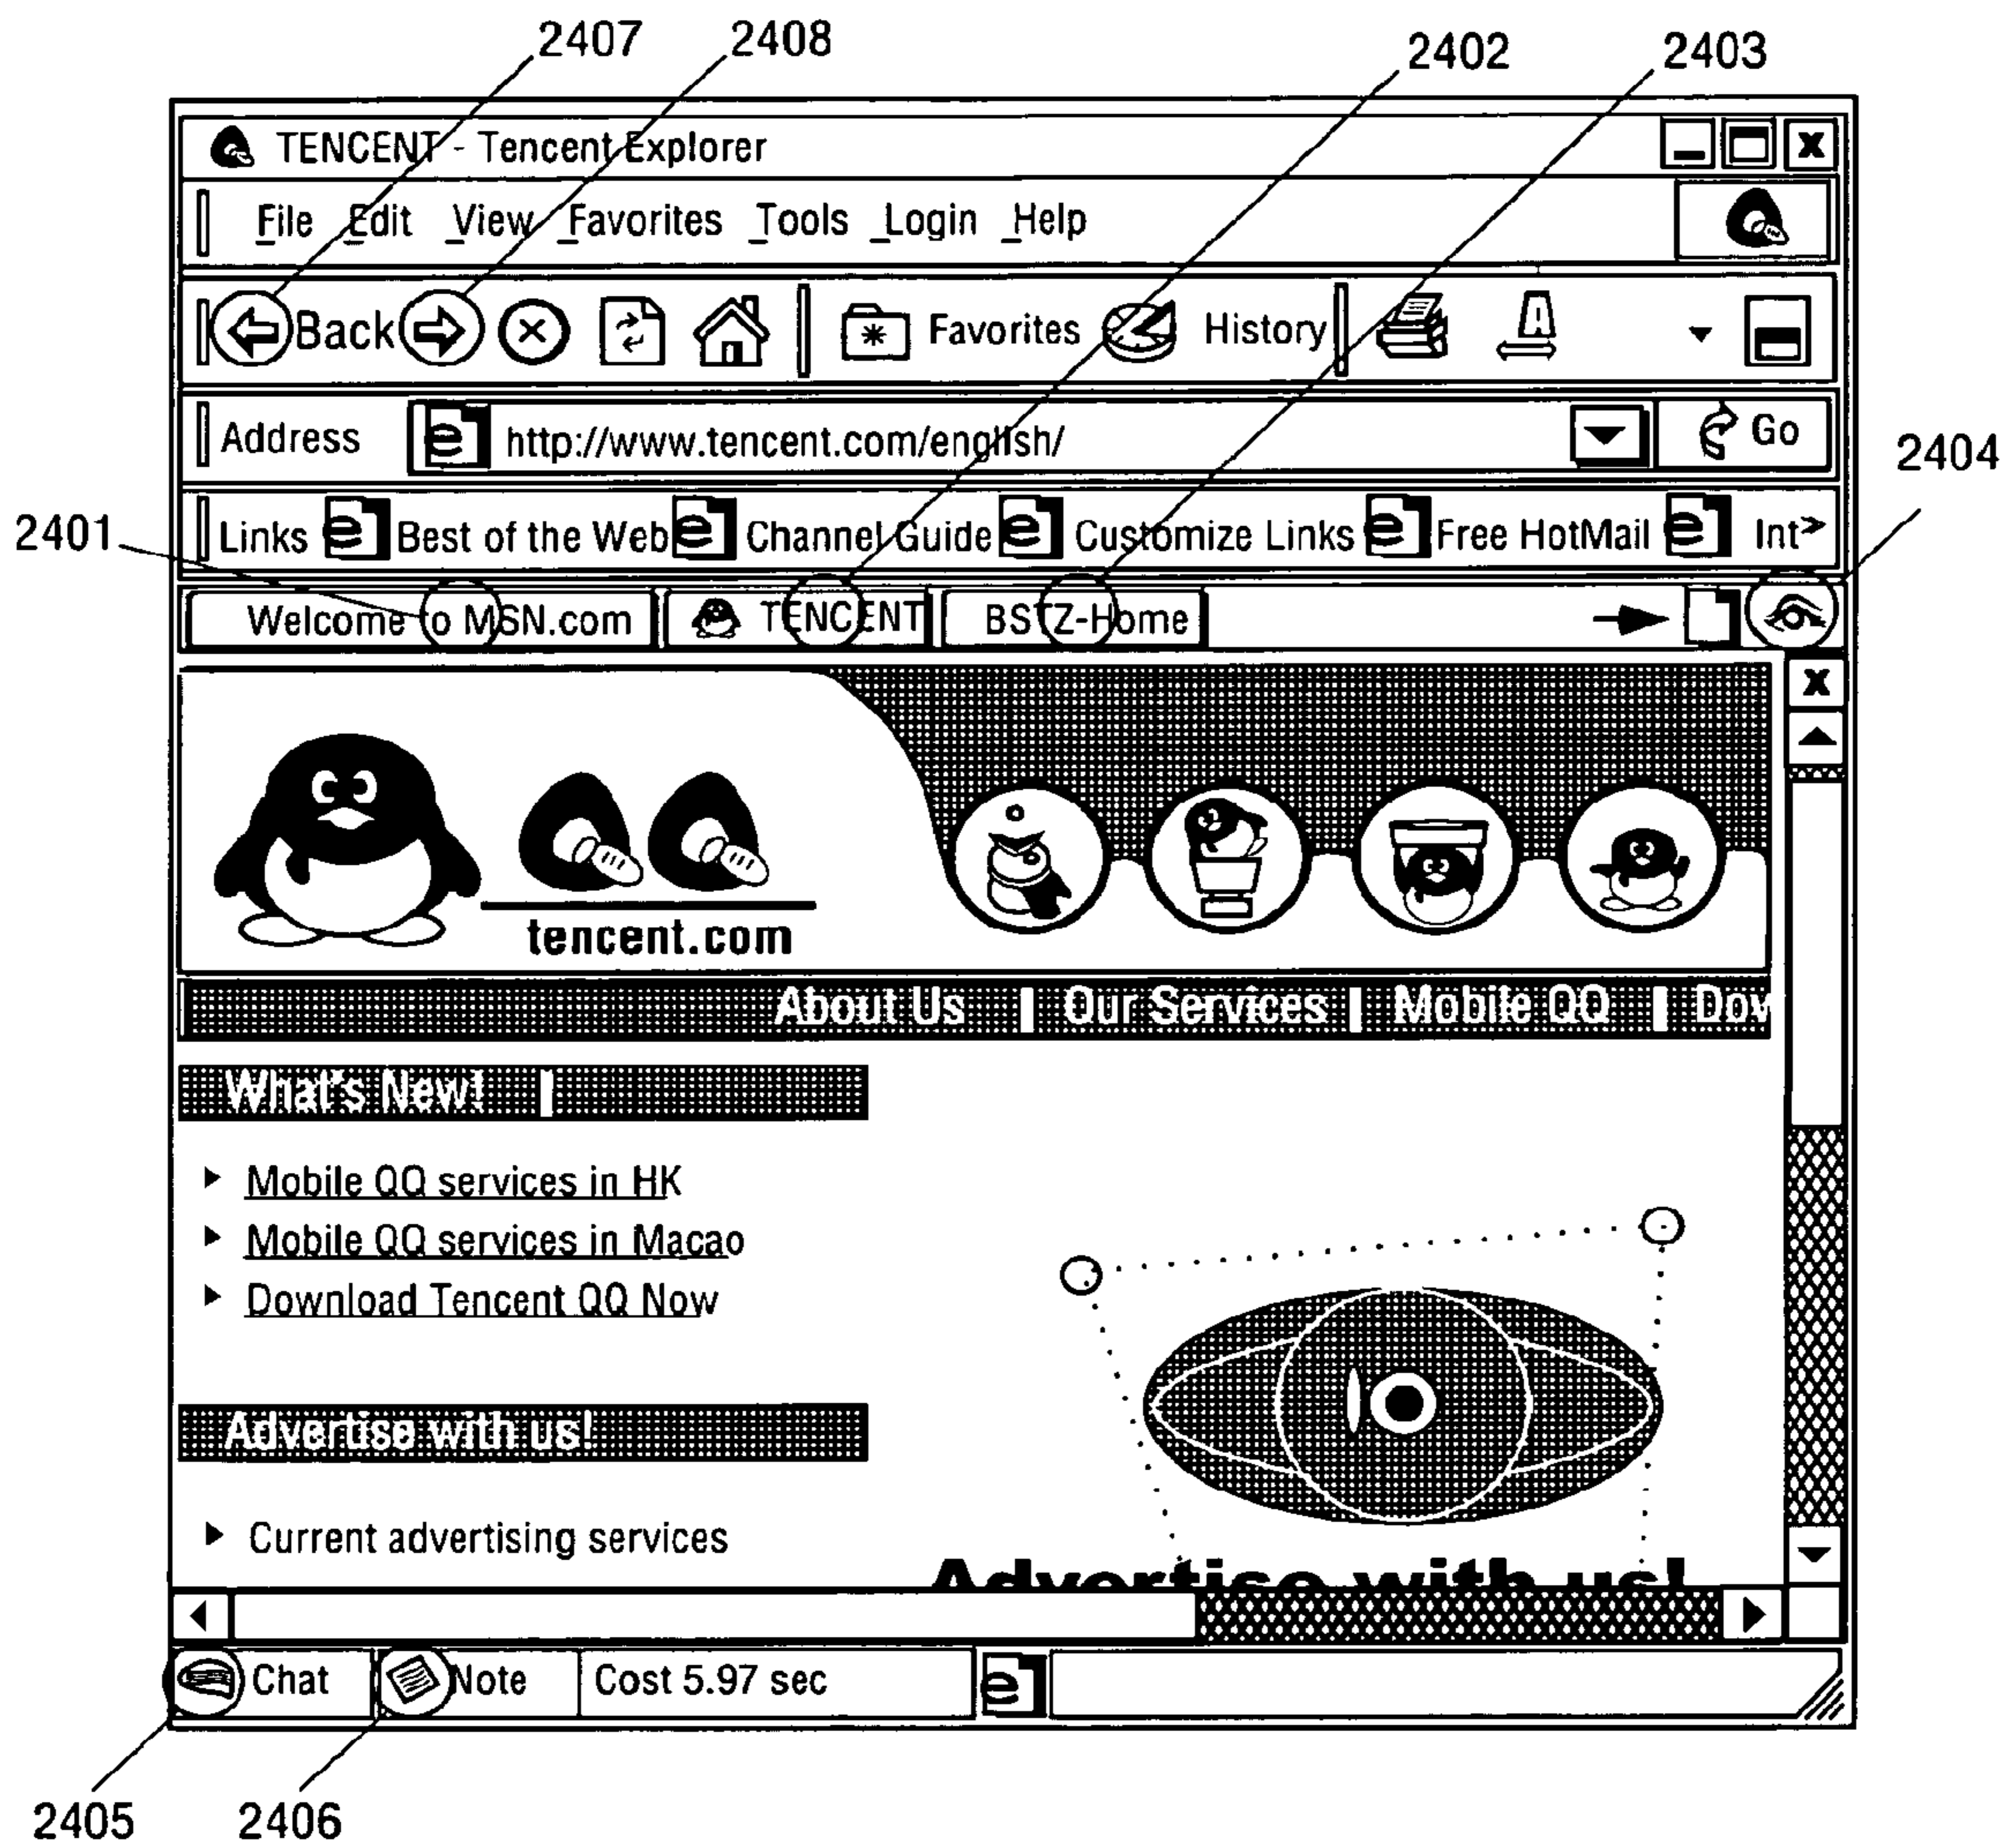 2407 2408 2402 2403
TENCENT - Tencent Explorer
File Edit View Favorites Tools Login Help
Back Favorites History
Address http://www.tencent.com/english/ Go
2404
2401
Links Best of the Web Channel Guide Customize Links Free HotMail Int
Welcome to MSN.com TENCENT BSTZ-Home
tencent.com
About Us | Our Services | Mobile QQ | Dow
What's New!
Mobile QQ services in HK
Mobile QQ services in Macao
Download Tencent QQ Now
Advertise with us!
Current advertising services
Advertise with us!
Chat Note Cost 5.97 sec
2405 2406